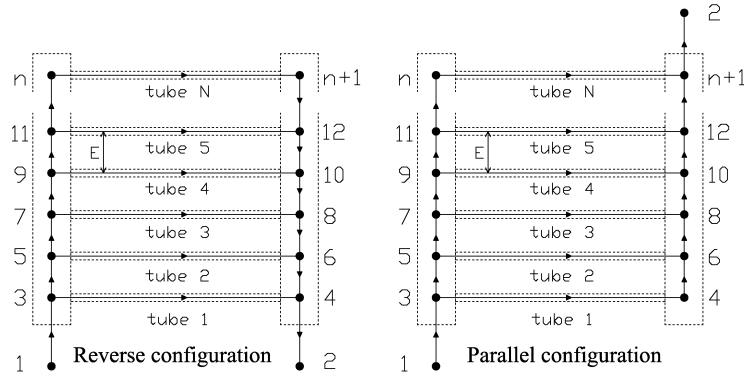 2
n tube N n+1
n tube N n+1
11 tube 5 12
11 tube 5 12
E
E
9 tube 4 10
9 tube 4 10
7 tube 3 8
7 tube 3 8
5 tube 2 6
5 tube 2 6
3 tube 1 4
3 tube 1 4
1 Reverse configuration 2
1 Parallel configuration